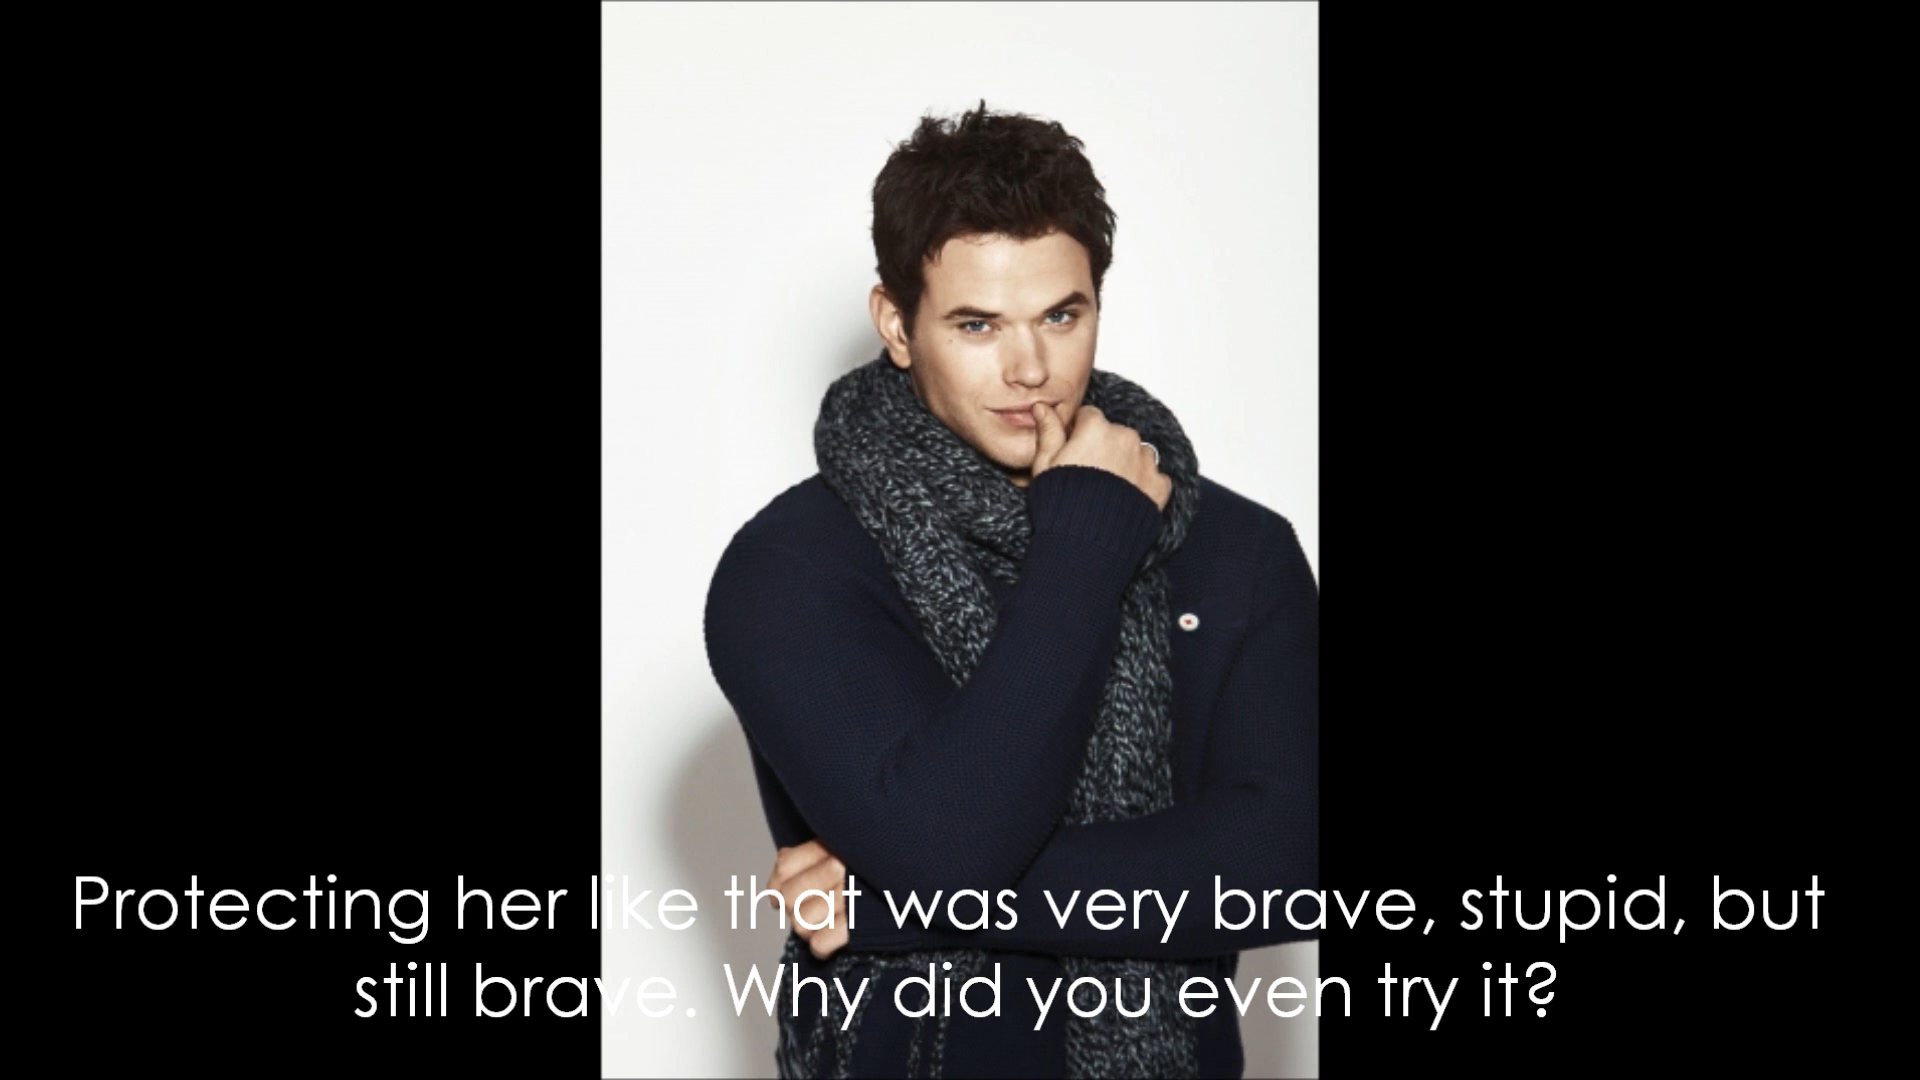 Protecting her like that was very brave, stupid, but
still brave. Why did you even try it?